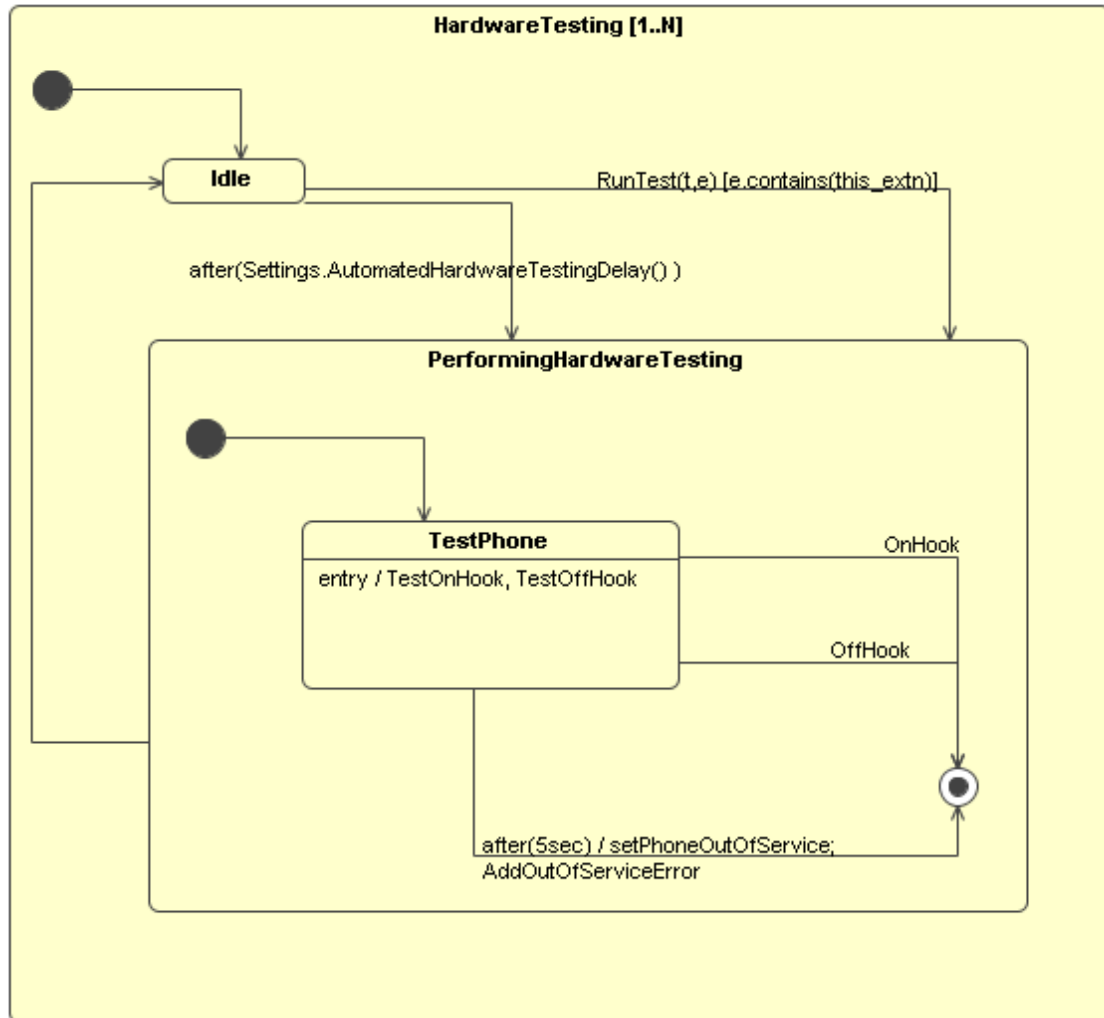 HardwareTesting [1..N]
Idle
RunTest(t,e) [e.contains(this_extn)]
after(Settings.AutomatedHardwareTestingDelay() )
PerformingHardwareTesting
TestPhone
entry / TestOnHook, TestOffHook
OnHook
OffHook
after(5sec) / setPhoneOutOfService;
AddOutOfServiceError